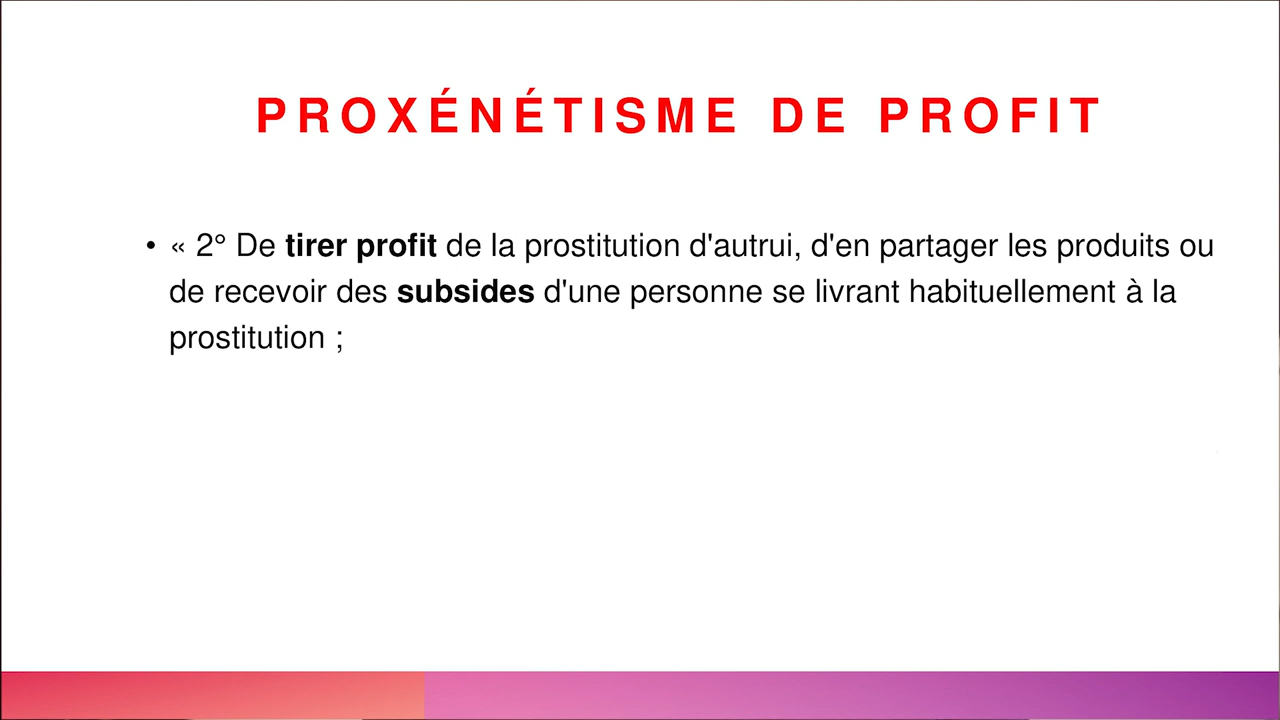 PROXÉNÉTISME DE PROFIT
• « 2° De tirer profit de la prostitution d'autrui, d'en partager les produits ou
de recevoir des subsides d'une personne se livrant habituellement à la
prostitution ;